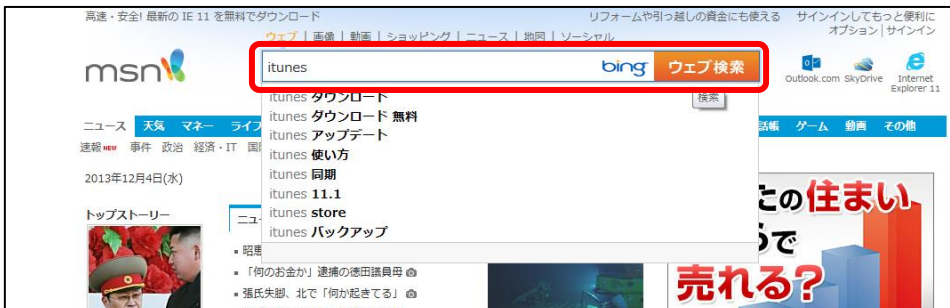 高速・安全! 最新の IE 11 を無料でダウンロード
リフォームや引っ越しの資金にも使える サインインしてもっと便利に
オプション | サインイン
ウェブ | 画像 | 動画 | ショッピング | ニュース | 地図 | ソーシャル
msn
itunes bing ウェブ検索
Outlook.com SkyDrive Internet Explorer 11
itunes ダウンロード
検索
itunes ダウンロード 無料
itunes アップデート
itunes 使い方
itunes 同期
itunes 11.1
itunes store
itunes バックアップ
ニュース 天気 マネー ライフ
話帳 ゲーム 動画 その他
速報 NEW 事件 政治 経済・IT
2013年12月4日(水)
トップストーリー
ニュ
昭恵
「何のお金か」逮捕の徳田議員母
張氏失脚、北で「何か起きてる」
たの住まい
らで
売れる?